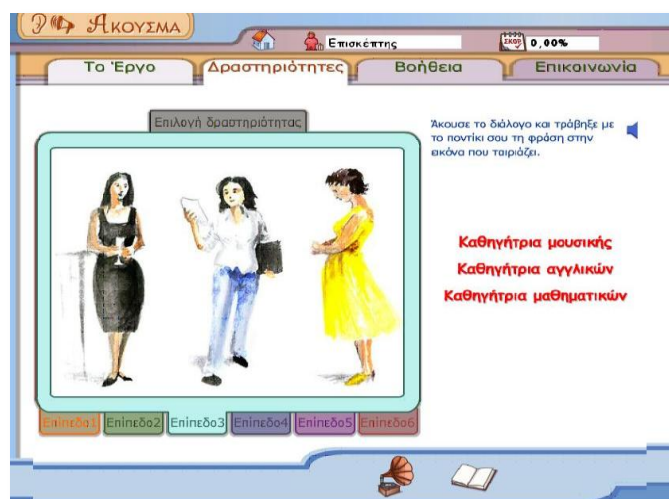 Ακουσμα
Επισκέπτης
ΣΚΟΡ 0,00%
Το Έργο Δραστηριότητες Βοήθεια Επικοινωνία
Επιλογή δραστηριότητας
Άκουσε το διάλογο και τράβηξε με
το ποντίκι σου τη φράση στην
εικόνα που ταιριάζει.
Καθηγήτρια μουσικής
Καθηγήτρια αγγλικών
Καθηγήτρια μαθηματικών
Επίπεδο1 Επίπεδο2 Επίπεδο3 Επίπεδο4 Επίπεδο5 Επίπεδο6